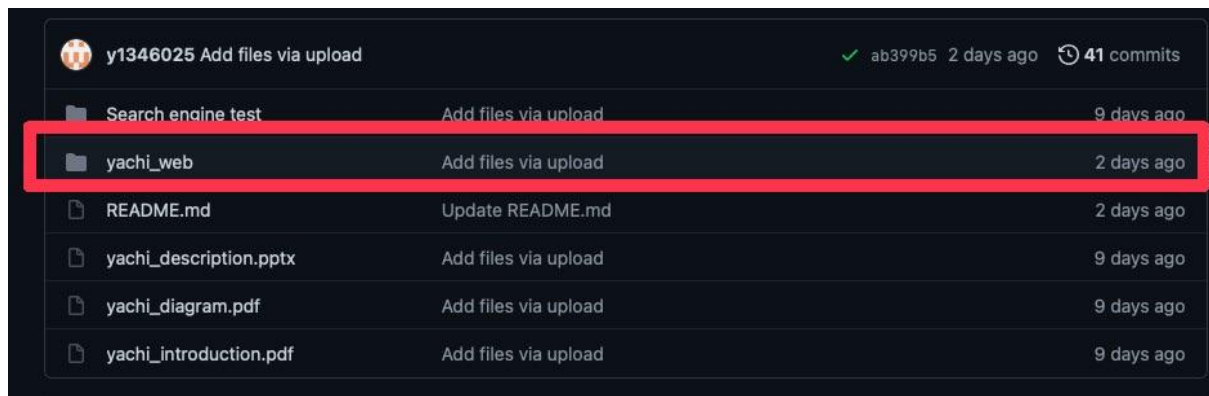 y1346025 Add files via upload ab399b5 2 days ago 41 commits
Search engine test Add files via upload 9 days ago
yachi_web Add files via upload 2 days ago
README.md Update README.md 2 days ago
yachi_description.pptx Add files via upload 9 days ago
yachi_diagram.pdf Add files via upload 9 days ago
yachi_introduction.pdf Add files via upload 9 days ago